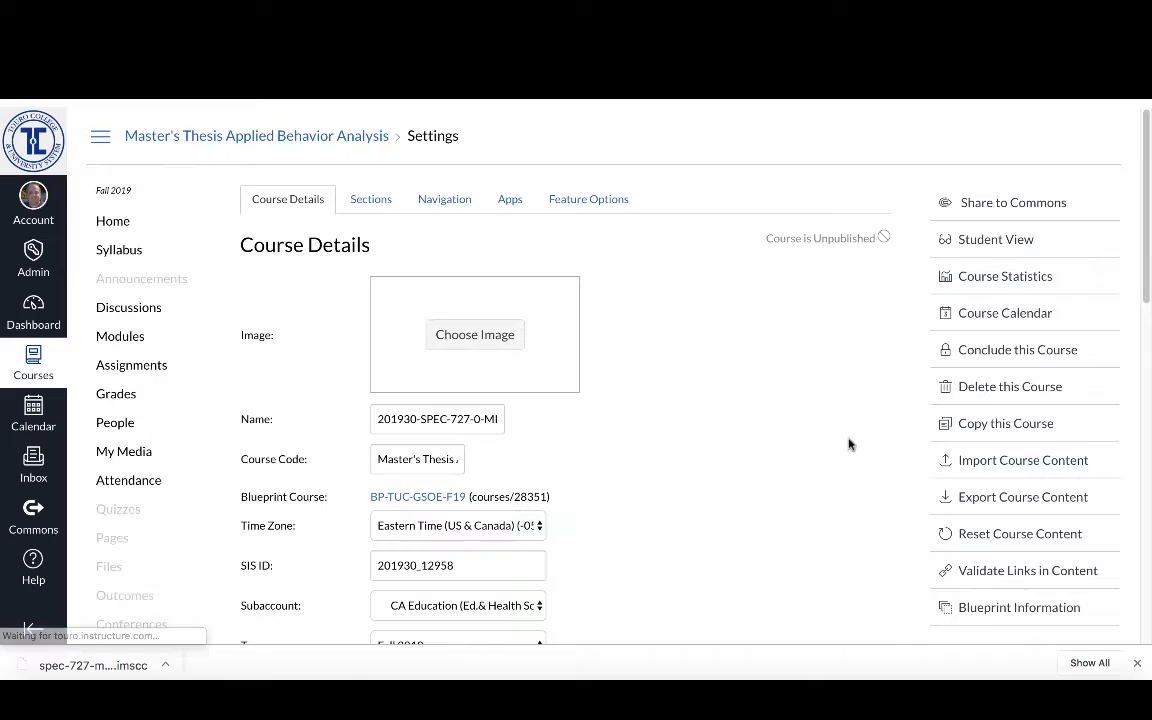 Master's Thesis Applied Behavior Analysis › Settings
TOURO COLLEGE
& UNIVERSITY SYSTEM
Account
Admin
Dashboard
Courses
Calendar
Inbox
Commons
Help
Fall 2019
Home
Syllabus
Announcements
Discussions
Modules
Assignments
Grades
People
My Media
Attendance
Quizzes
Pages
Files
Outcomes
Conferences
Course Details Sections Navigation Apps Feature Options
Course Details
Course is Unpublished
Image:
Choose Image
Name: 201930-SPEC-727-0-MI
Course Code: Master's Thesis
Blueprint Course: BP-TUC-GSOE-F19 (courses/28351)
Time Zone: Eastern Time (US & Canada) (-05
SIS ID: 201930_12958
Subaccount: CA Education (Ed.& Health Sc
Share to Commons
Student View
Course Statistics
Course Calendar
Conclude this Course
Delete this Course
Copy this Course
Import Course Content
Export Course Content
Reset Course Content
Validate Links in Content
Blueprint Information
Waiting for touro.instructure.com...
spec-727-m....imscc
Show All